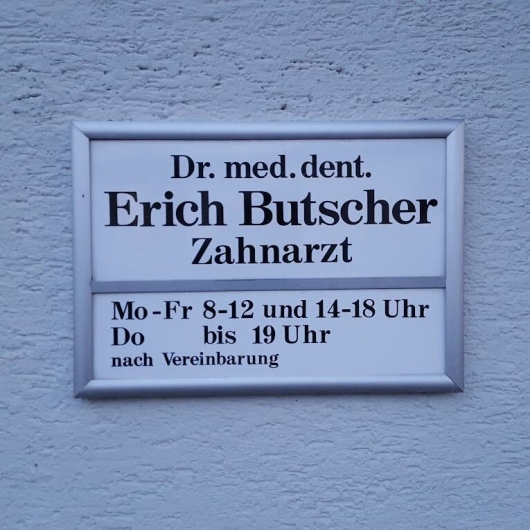 Dr. med. dent.
Erich Butscher
Zahnarzt
Mo-Fr 8-12 und 14-18 Uhr
Do bis 19 Uhr
nach Vereinbarung